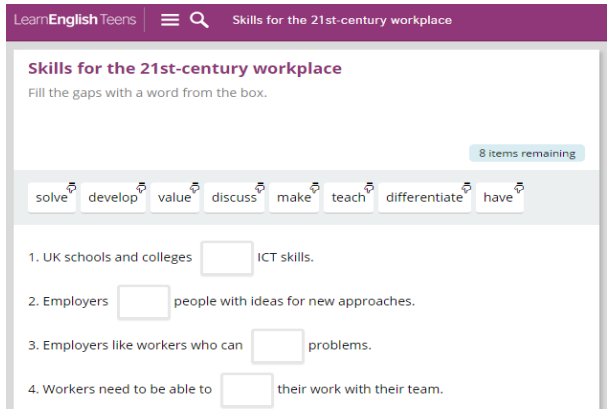 LearnEnglish Teens Skills for the 21st-century workplace
Skills for the 21st-century workplace
Fill the gaps with a word from the box.
8 items remaining
solve develop value discuss make teach differentiate have
1. UK schools and colleges ICT skills.
2. Employers people with ideas for new approaches.
3. Employers like workers who can problems.
4. Workers need to be able to their work with their team.